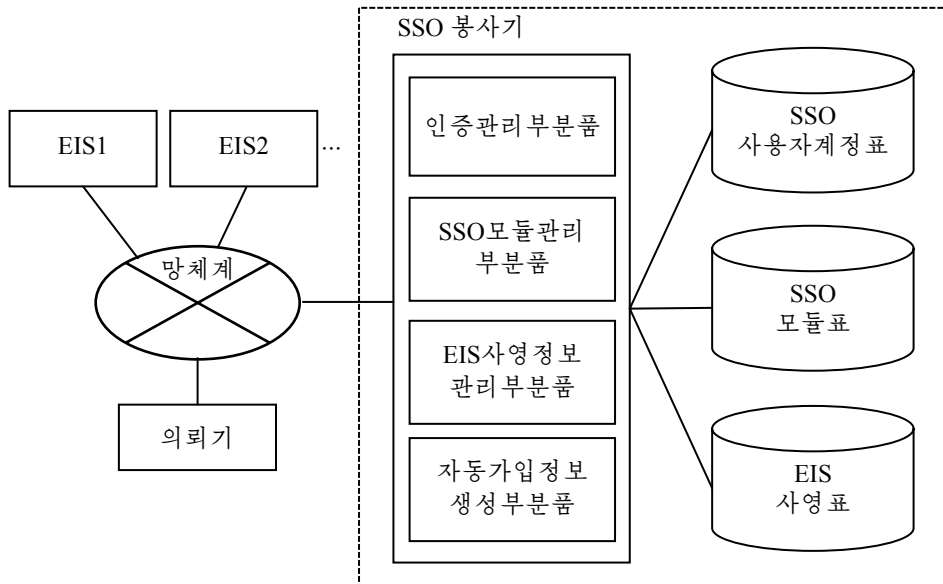 SSO 봉사기
EIS1
EIS2
...
망체계
의뢰기
인증관리부분품
SSO모듈관리
부분품
EIS사영정보
관리부분품
자동가입정보
생성부분품
SSO
사용자계정표
SSO
모듈표
EIS
사영표